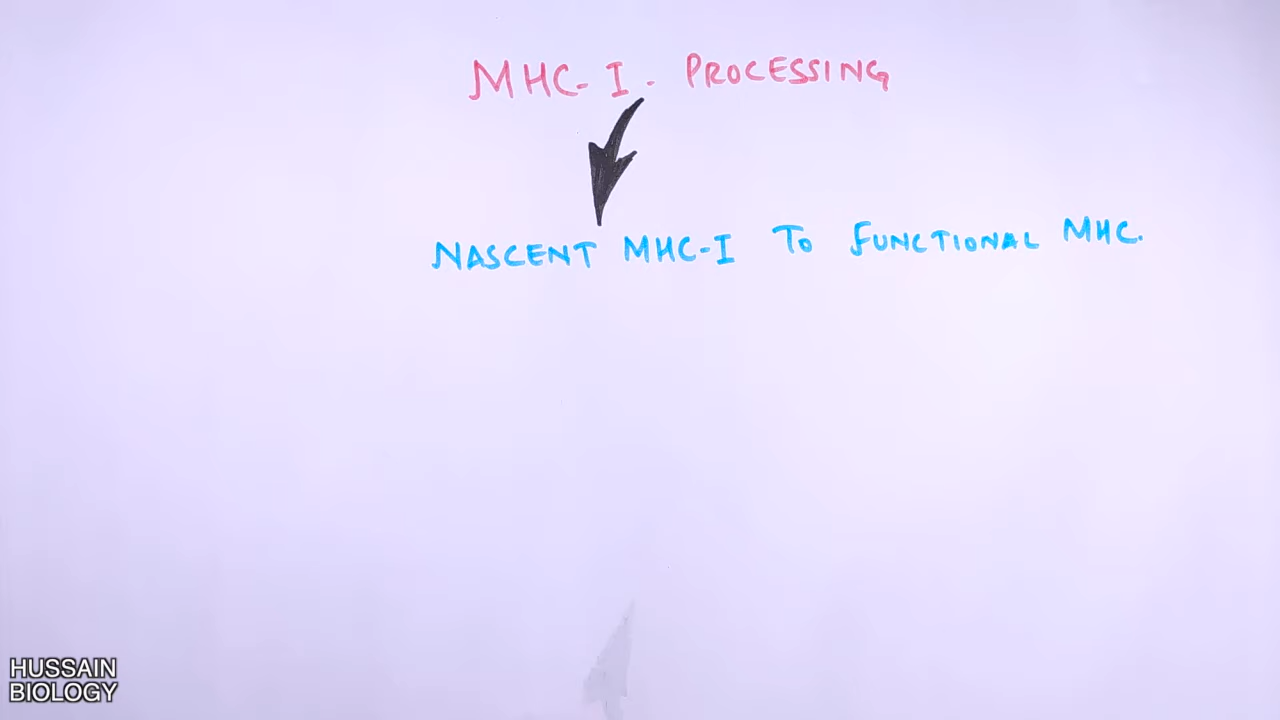 MHC-I. PROCESSING
NASCENT MHC-I TO FUNCTIONAL MHC.
HUSSAIN
BIOLOGY